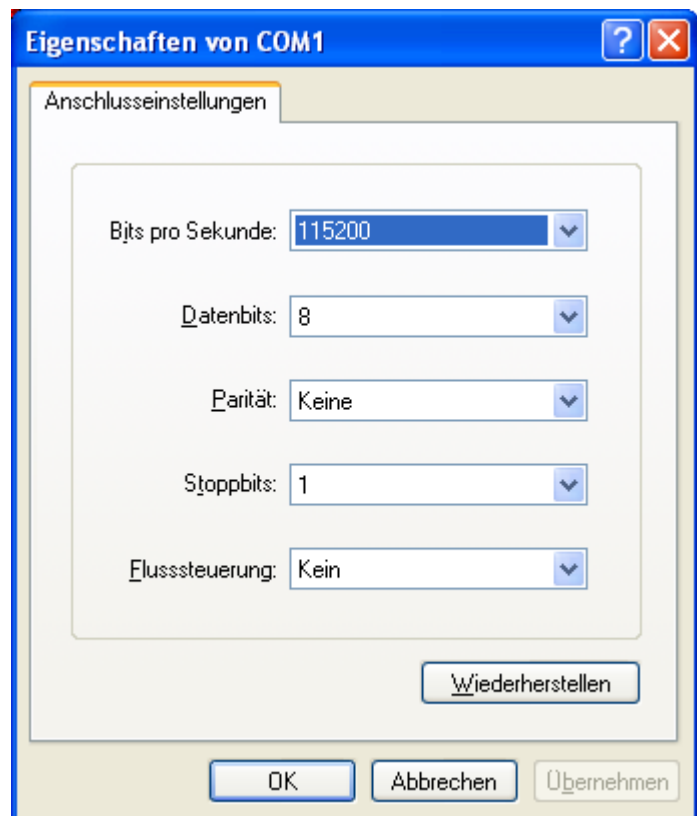 Eigenschaften von COM1
?
Anschlusseinstellungen
Bits pro Sekunde: 115200
Datenbits: 8
Parität: Keine
Stoppbits: 1
Flusssteuerung: Kein
Wiederherstellen
OK Abbrechen Übernehmen